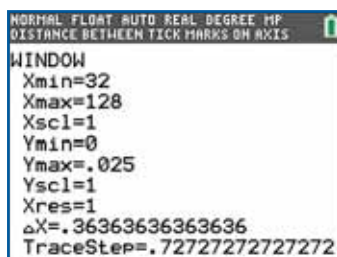 NORMAL FLOAT AUTO REAL DEGREE MP
DISTANCE BETWEEN TICK MARKS ON AXIS
WINDOW
Xmin=32
Xmax=128
Xscl=1
Ymin=0
Ymax=.025
Yscl=1
Xres=1
△X=.36363636363636
TraceStep=.72727272727272